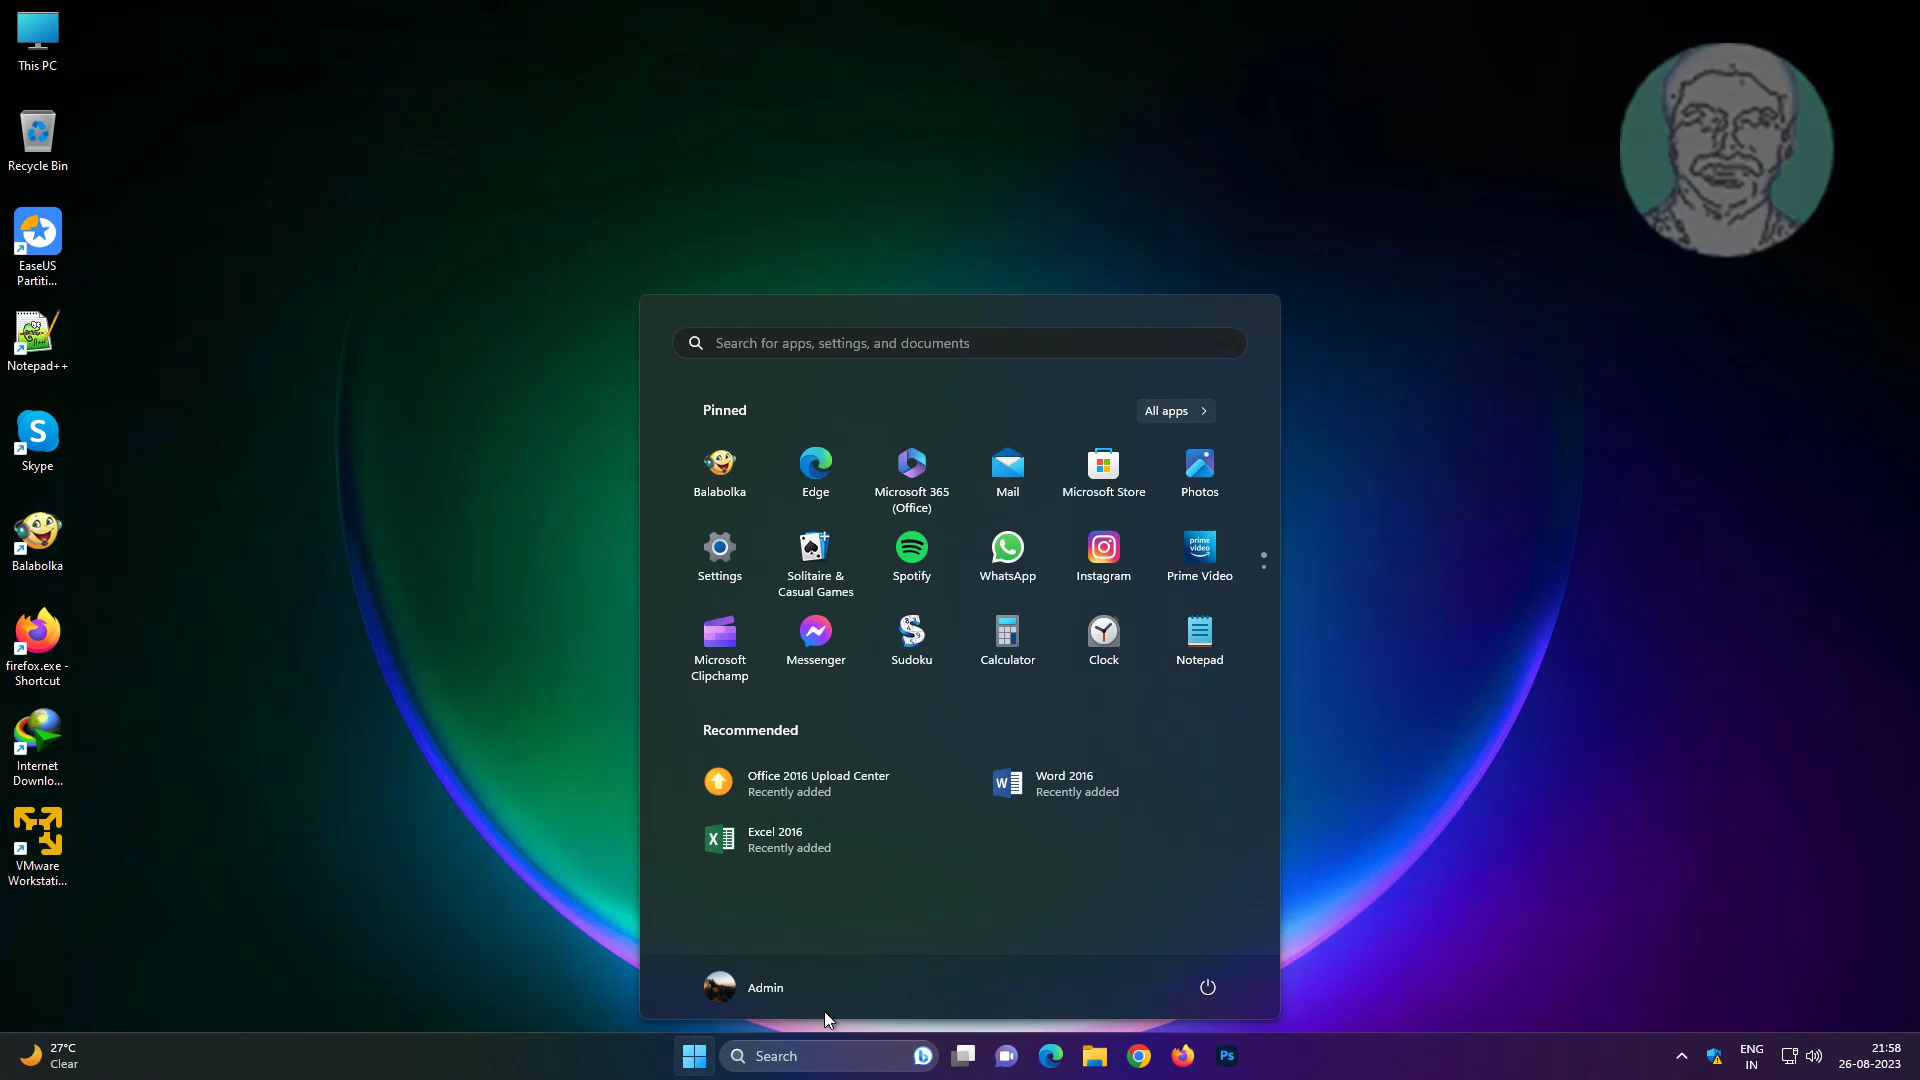 This PC
Recycle Bin
EaseUS
Partiti...
Notepad++
S
Skype
Balabolka
firefox.exe -
Shortcut
Internet
Downlo...
VMware
Workstati...
Search for apps, settings, and documents
Pinned
All apps
Balabolka
Edge
Microsoft 365
(Office)
Mail
Microsoft Store
Photos
prime
video
Settings
Solitaire &
Casual Games
Spotify
WhatsApp
Instagram
Prime Video
Microsoft
Clipchamp
Messenger
Sudoku
Calculator
Clock
Notepad
Recommended
Office 2016 Upload Center
Recently added
W
Word 2016
Recently added
X
Excel 2016
Recently added
Admin
27°C
Clear
Search
b
Ps
ENG
IN
21:58
26-08-2023